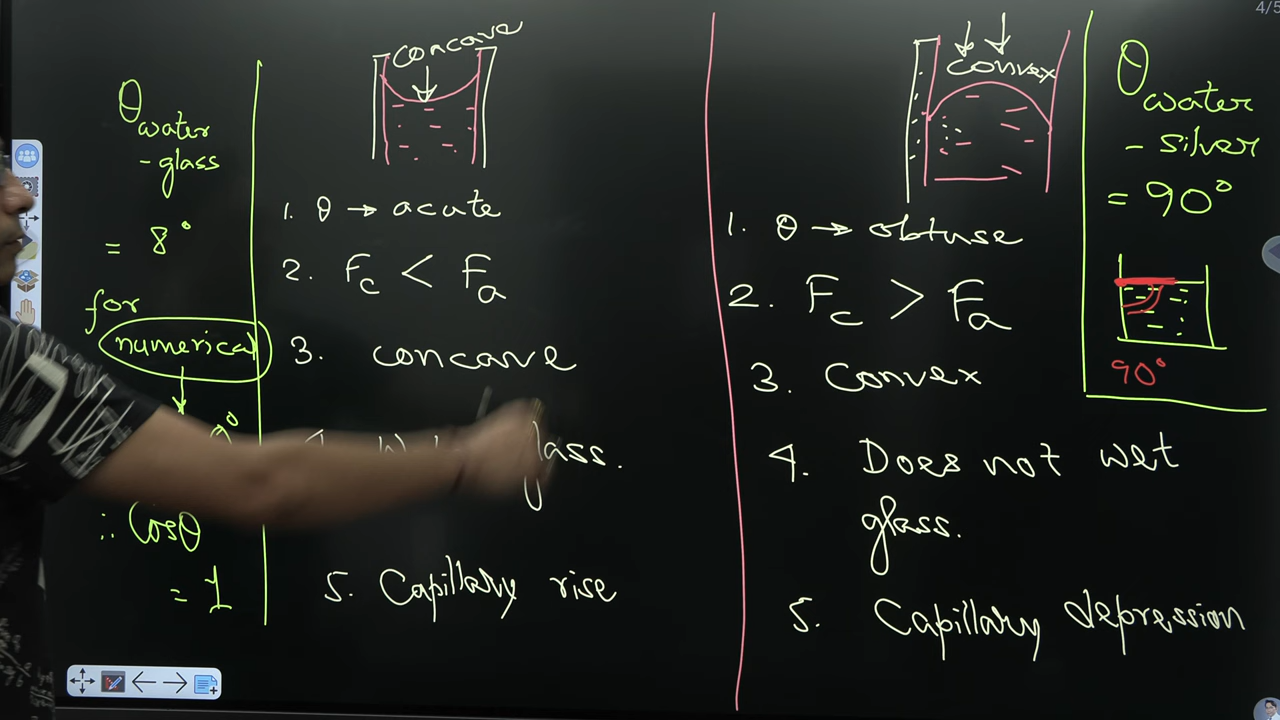 4/5
θ water
- glass
= 8°
for
numerical
∴ Cosθ
= 1
concave
1. θ → acute
2. Fc < Fa
3. concave
glass.
5. Capillary rise
convex
1. θ → obtuse
2. Fc > Fa
3. Convex
4. Does not wet
glass.
5. Capillary depression
θ water
- silver
= 90°
90°